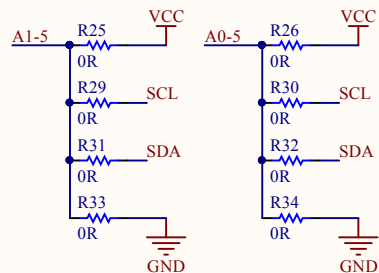 VCC
A1-5
R25
0R
R29
SCL
0R
R31
SDA
0R
R33
0R
GND
VCC
A0-5
R26
0R
R30
SCL
0R
R32
SDA
0R
R34
0R
GND